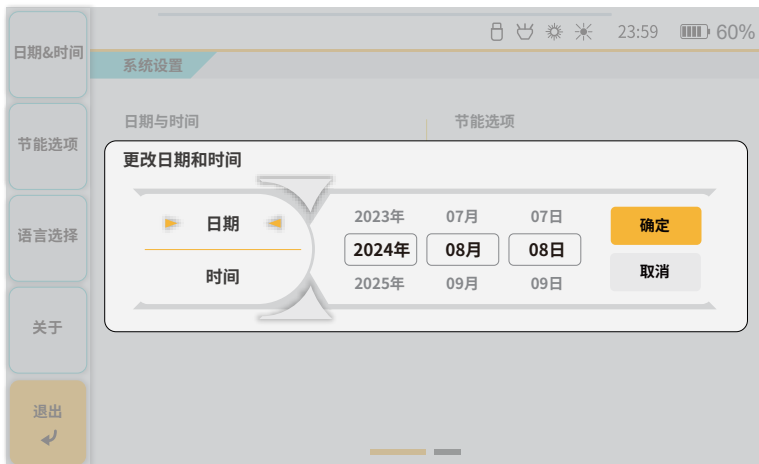 23:59 60%
日期&时间
节能选项
语言选择
关于
退出
系统设置
日期与时间 节能选项
更改日期和时间
日期
时间
2023年 07月 07日
2024年 08月 08日
2025年 09月 09日
确定
取消